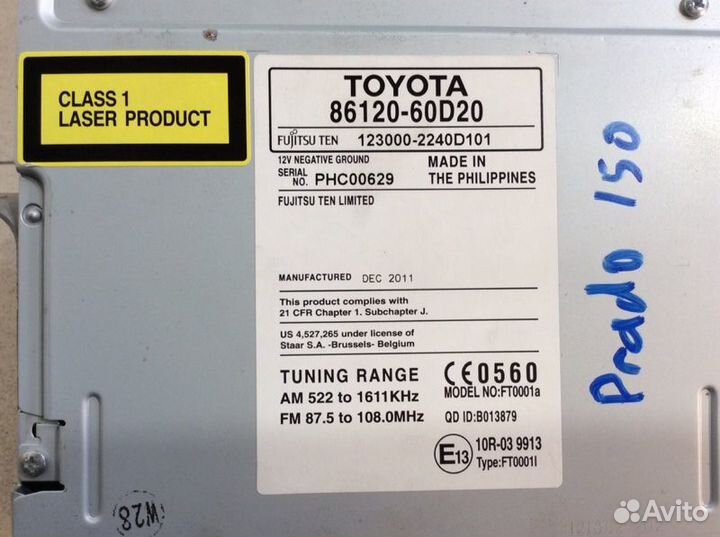 CLASS 1
LASER PRODUCT
TOYOTA
86120-60D20
FUJITSU TEN 123000-2240D101
12V NEGATIVE GROUND
SERIAL NO. PHC00629
MADE IN
THE PHILIPPINES
FUJITSU TEN LIMITED
MANUFACTURED DEC 2011
This product complies with
21 CFR Chapter 1. Subchapter J.
US 4,527,265 under license of
Staar S.A. -Brussels- Belgium
TUNING RANGE
AM 522 to 1611KHz
FM 87.5 to 108.0MHz
CE0560
MODEL NO:FT0001a
QD ID:B013879
E13
10R-03 9913
Type:FT0001I
Prado 150
W28
Avito